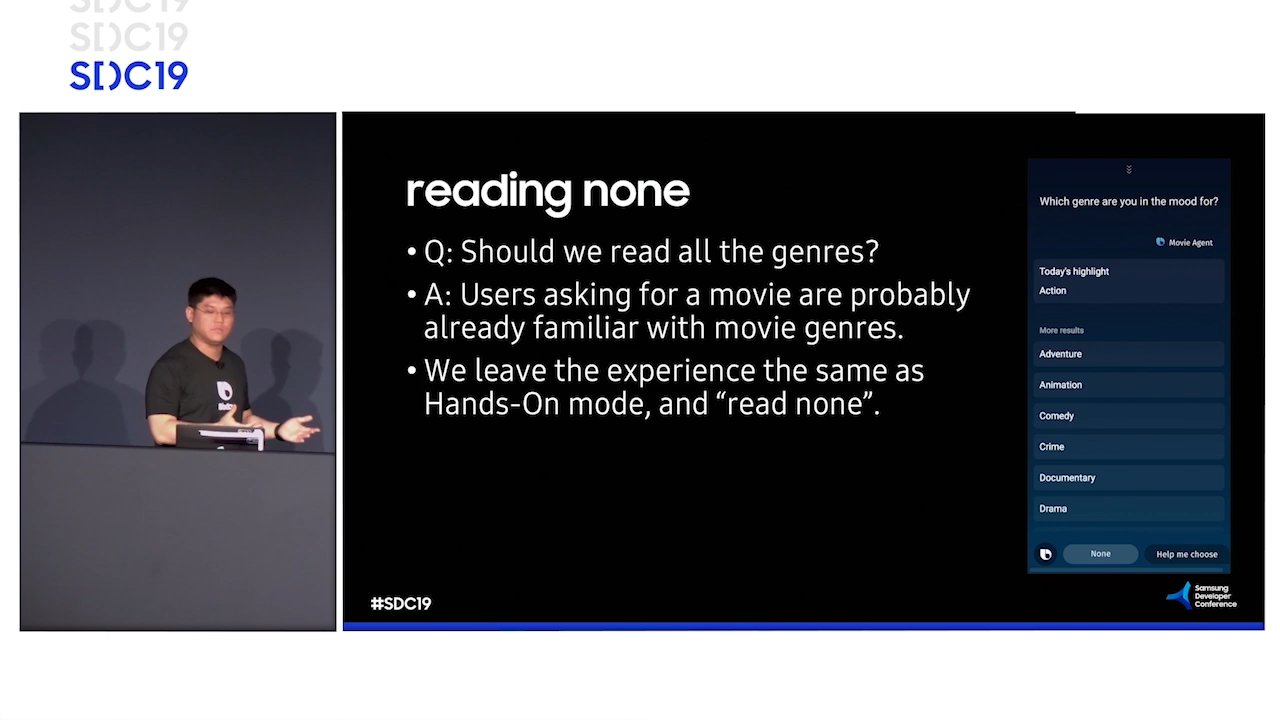 SDC19
SDC19
SDC19
reading none
• Q: Should we read all the genres?
• A: Users asking for a movie are probably
already familiar with movie genres.
• We leave the experience the same as
Hands-On mode, and “read none”.
Which genre are you in the mood for?
Movie Agent
Today's highlight
Action
More results
Adventure
Animation
Comedy
Crime
Documentary
Drama
None
Help me choose
#SDC19
Samsung
Developer
Conference